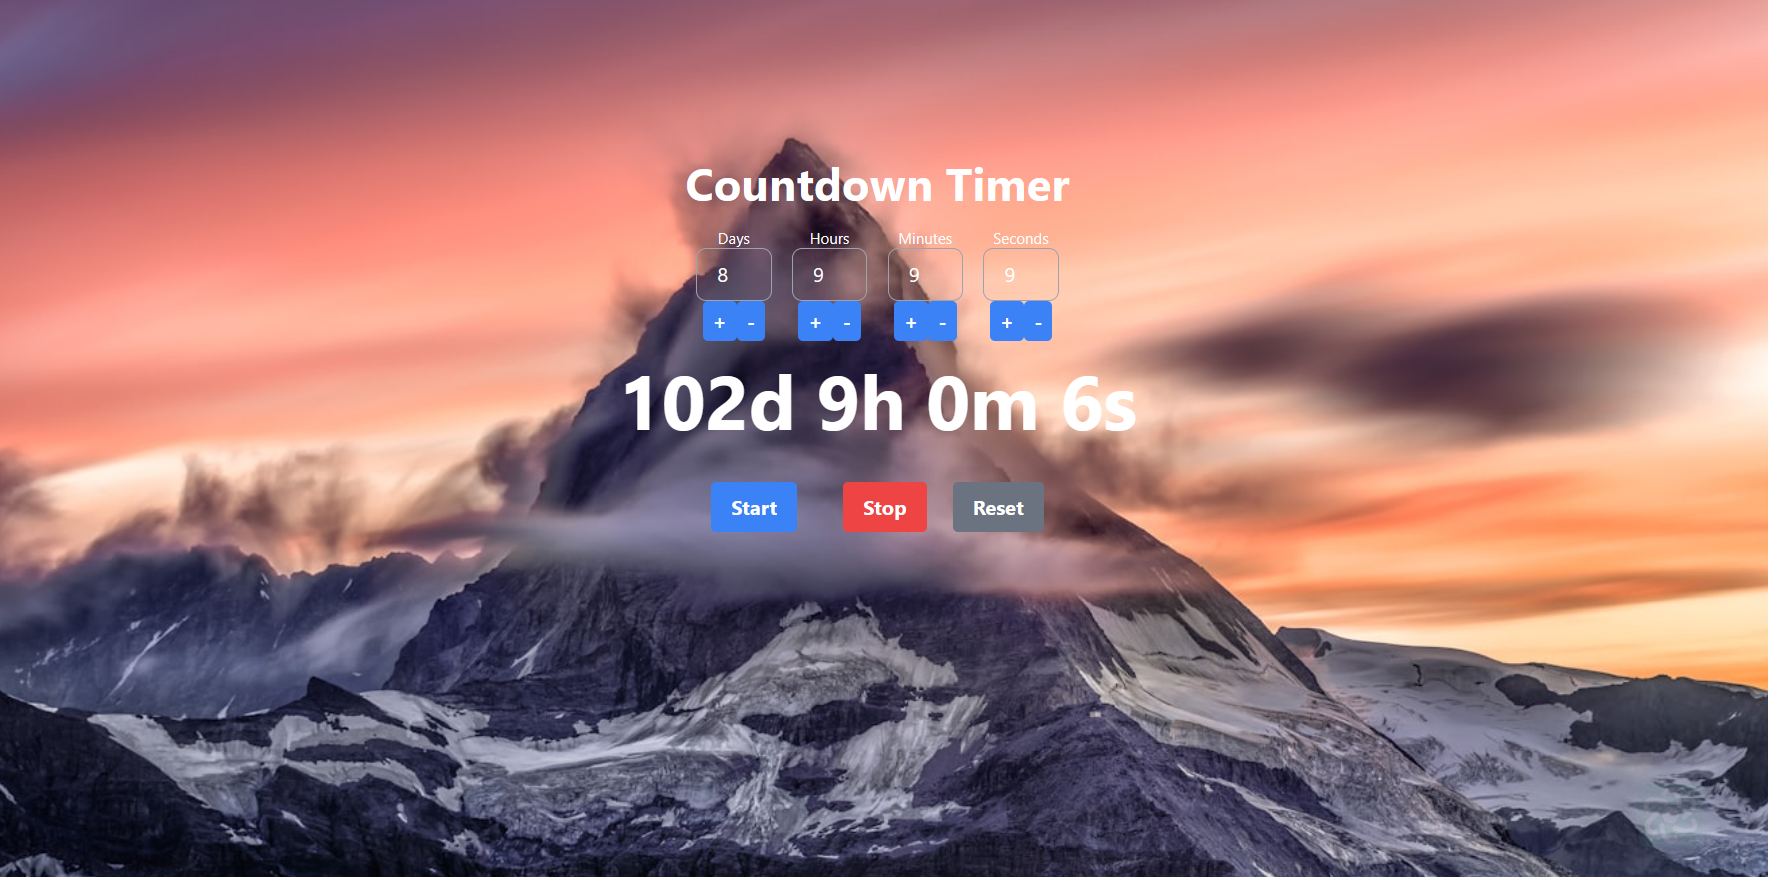 Countdown Timer
Days Hours Minutes Seconds
8 9 9 9
+ - + - + - + -
102d 9h 0m 6s
Start Stop Reset